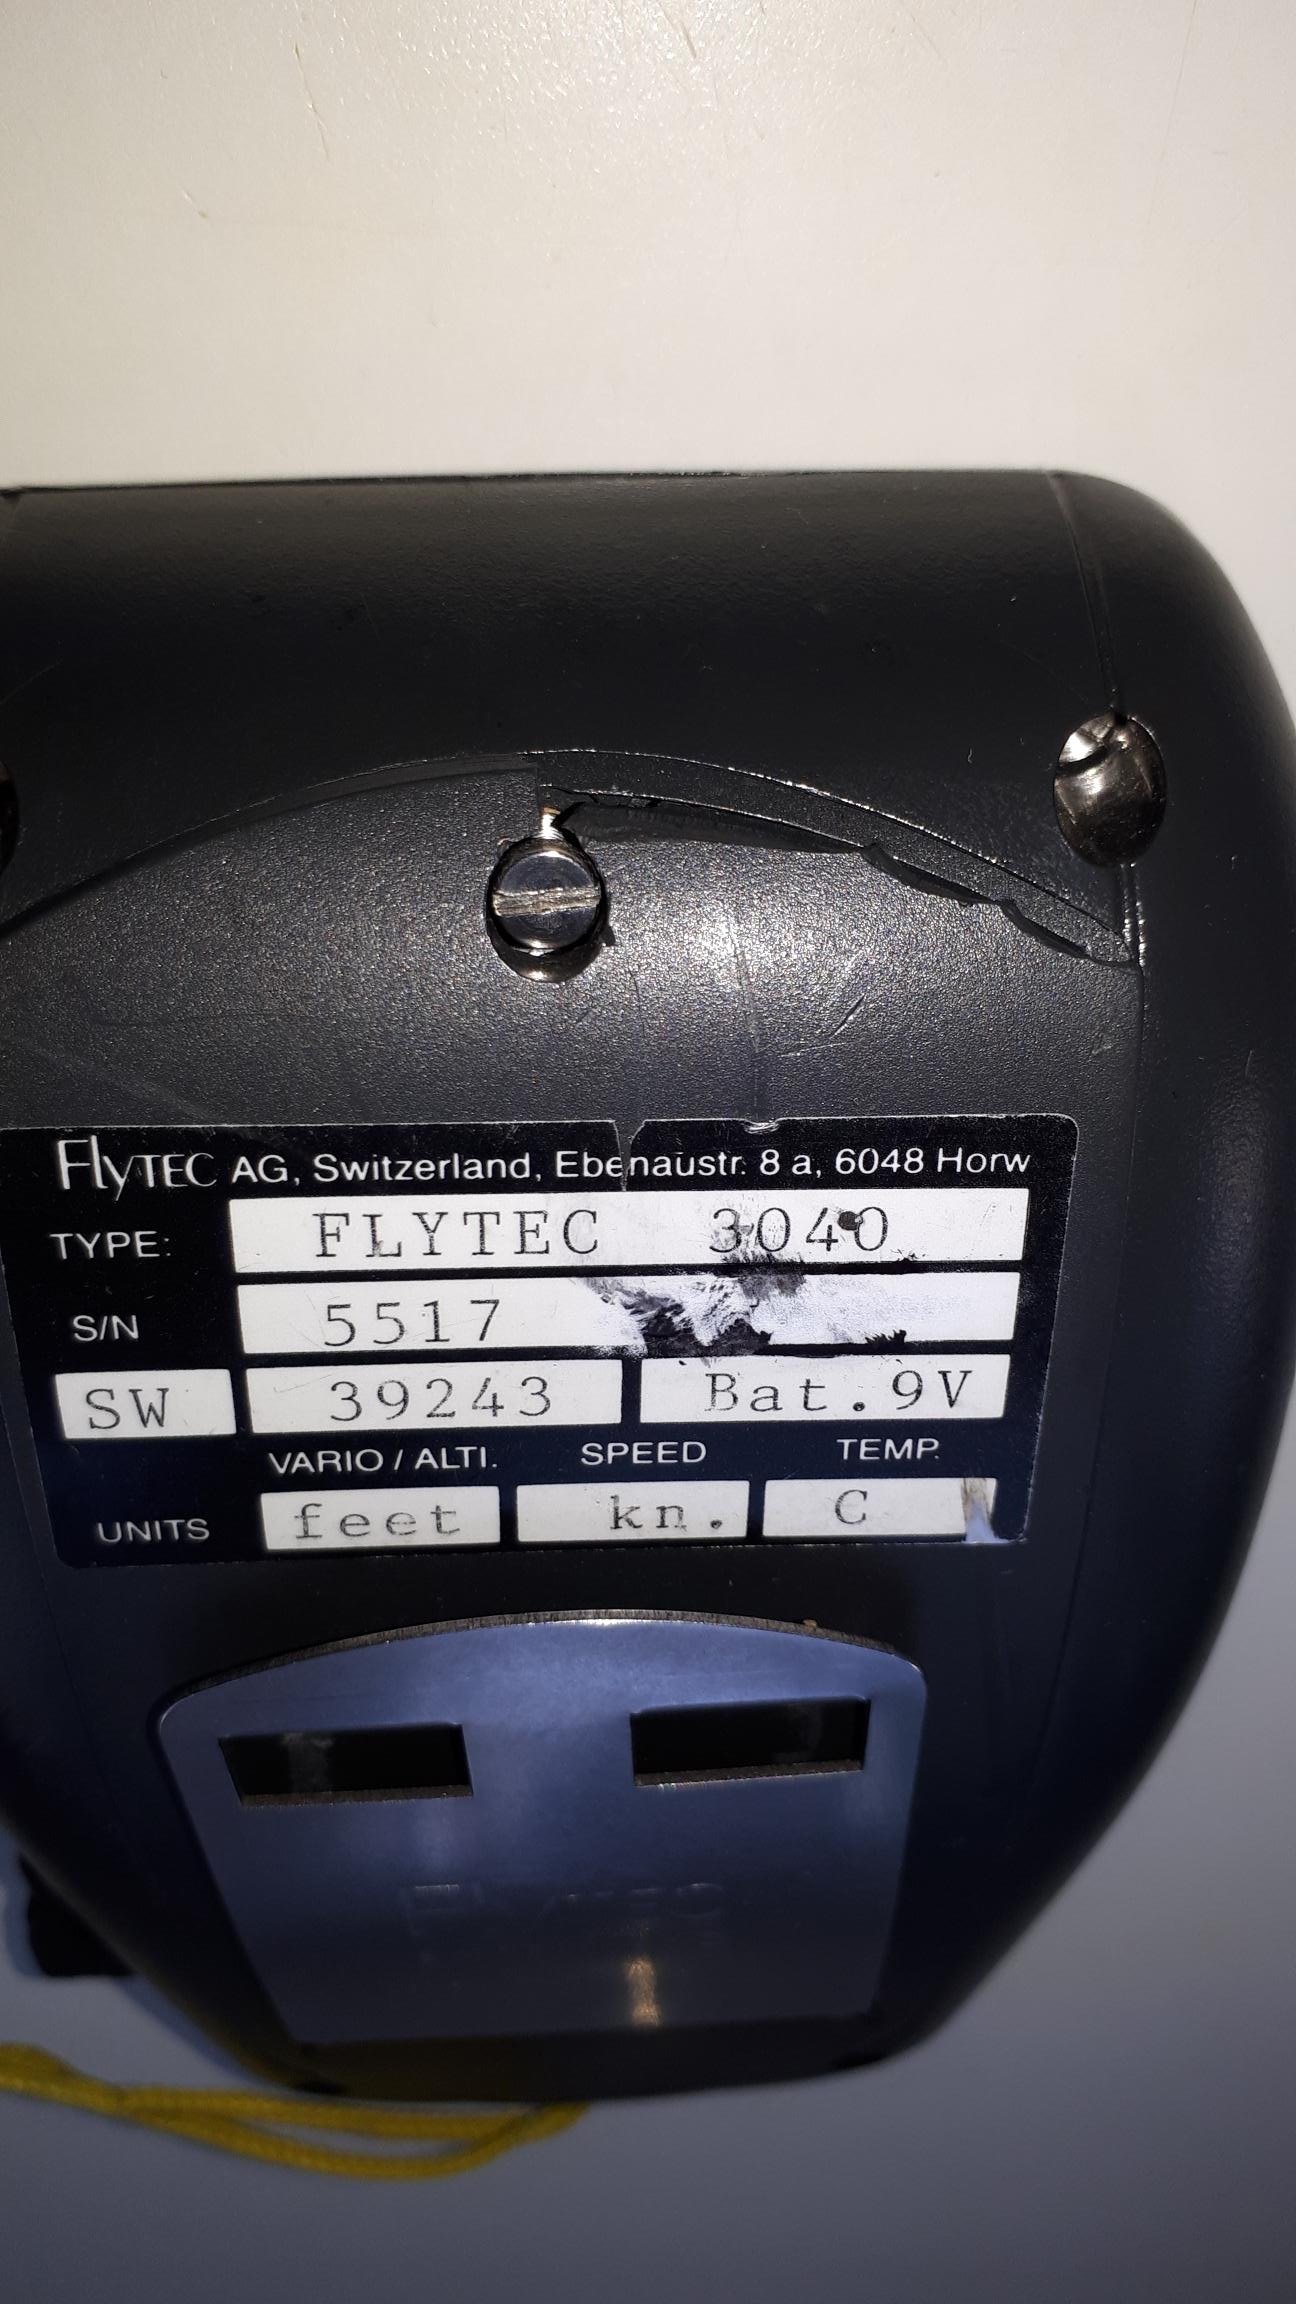 FlyTEC AG, Switzerland, Ebenaustr. 8 a, 6048 Horw
TYPE: FLYTEC 3040
S/N 5517
SW 39243 Bat.9V
VARIO / ALTI. SPEED TEMP.
UNITS feet kn. C
FlyTEC